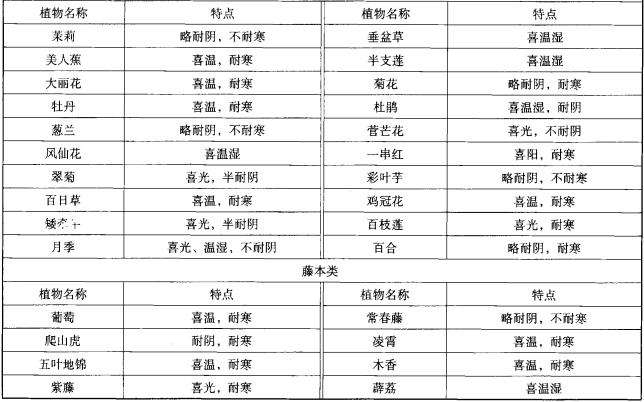 植物名称 特点 植物名称 特点
茉莉 略耐阴，不耐寒 垂盆草 喜温湿
美人蕉 喜温，耐寒 半支莲 喜温湿
大丽花 喜温，耐寒 菊花 略耐阴，耐寒
牡丹 喜温，耐寒 杜鹃 喜温湿，耐阴
葱兰 略耐阴，不耐寒 营芒花 喜光，不耐阴
风仙花 喜温湿 一串红 喜阳，耐寒
翠菊 喜光，半耐阴 彩叶芋 略耐阴，不耐寒
百日草 喜温，耐寒 鸡冠花 喜温，耐寒
喜光，半耐阴 百枝莲 喜光，耐寒
月季 喜光、温湿，不耐阴 百合 略耐阴，耐寒
藤本类
植物名称 特点 植物名称 特点
葡萄 喜温，耐寒 常春藤 略耐阴，不耐寒
爬山虎 耐阴，耐寒 凌霄 喜温，耐寒
五叶地锦 喜温，耐寒 木香 喜温，耐寒
紫藤 喜光，耐寒 薜荔 喜温湿